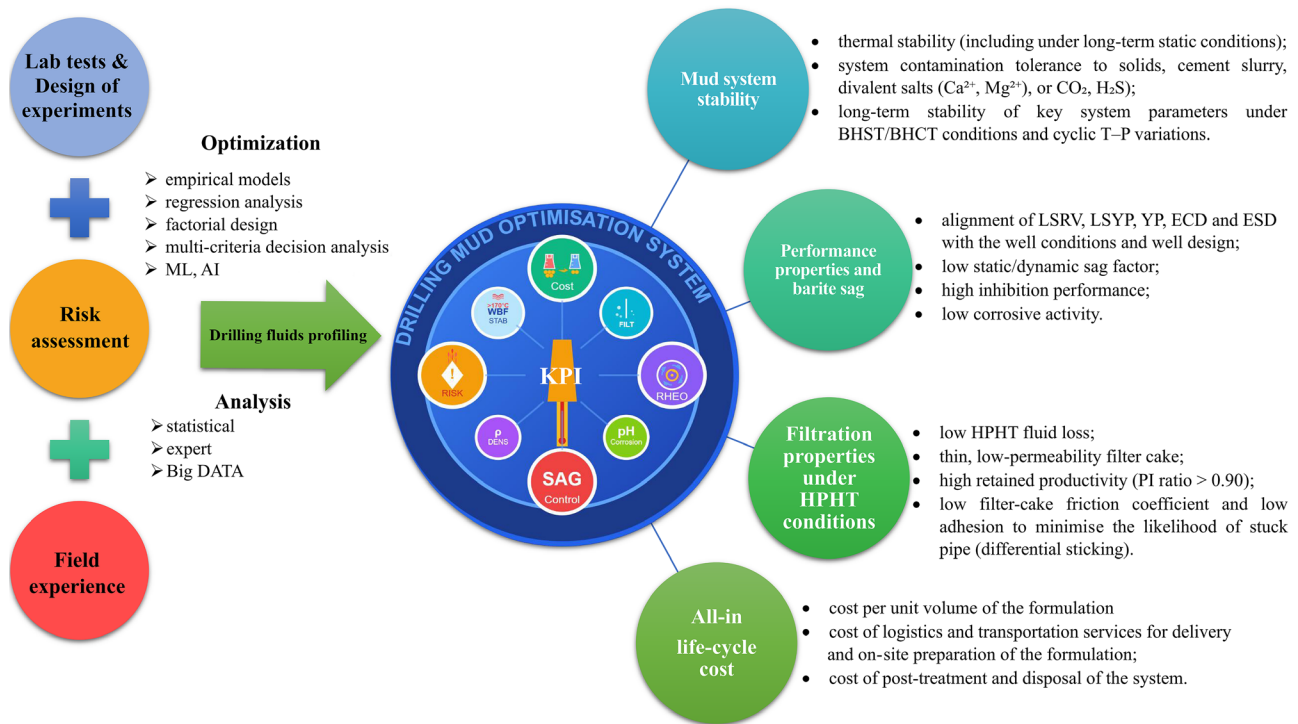 Lab tests &
Design of
experiments
Risk
assessment
Field
experience
Optimization
➢ empirical models
➢ regression analysis
➢ factorial design
➢ multi-criteria decision analysis
➢ ML, AI
Drilling fluids profiling
Analysis
➢ statistical
➢ expert
➢ Big DATA
DRILLING MUD OPTIMISATION SYSTEM
Cost
>170°C
WBF
STAB
FILT
!
RISK
KPI
RHEO
ρ
DENS
pH
Corrosion
SAG
Control
Mud system
stability
• thermal stability (including under long-term static conditions);
• system contamination tolerance to solids, cement slurry,
divalent salts (Ca²⁺, Mg²⁺), or CO₂, H₂S);
• long-term stability of key system parameters under
BHST/BHCT conditions and cyclic T–P variations.
Performance
properties and
barite sag
• alignment of LSRV, LSYP, YP, ECD and ESD
with the well conditions and well design;
• low static/dynamic sag factor;
• high inhibition performance;
• low corrosive activity.
Filtration
properties
under
HPHT
conditions
• low HPHT fluid loss;
• thin, low-permeability filter cake;
• high retained productivity (PI ratio > 0.90);
• low filter-cake friction coefficient and low
adhesion to minimise the likelihood of stuck
pipe (differential sticking).
All-in
life-cycle
cost
• cost per unit volume of the formulation
• cost of logistics and transportation services for delivery
and on-site preparation of the formulation;
• cost of post-treatment and disposal of the system.